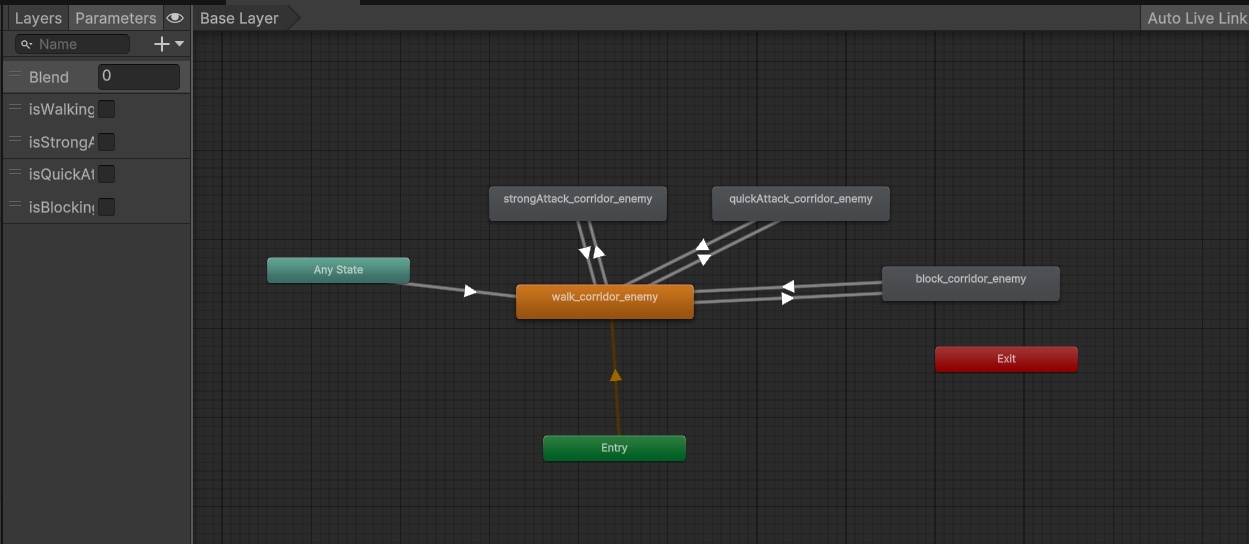 Layers Parameters Base Layer Auto Live Link
Name
Blend 0
isWalking
isStrongA
isQuickAt
isBlocking
strongAttack_corridor_enemy quickAttack_corridor_enemy
Any State
block_corridor_enemy
walk_corridor_enemy
Exit
Entry